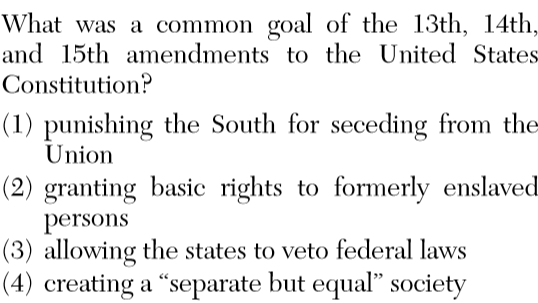 What was a common goal of the 13th, 14th,
and 15th amendments to the United States
Constitution?
(1) punishing the South for seceding from the
Union
(2) granting basic rights to formerly enslaved
persons
(3) allowing the states to veto federal laws
(4) creating a “separate but equal” society